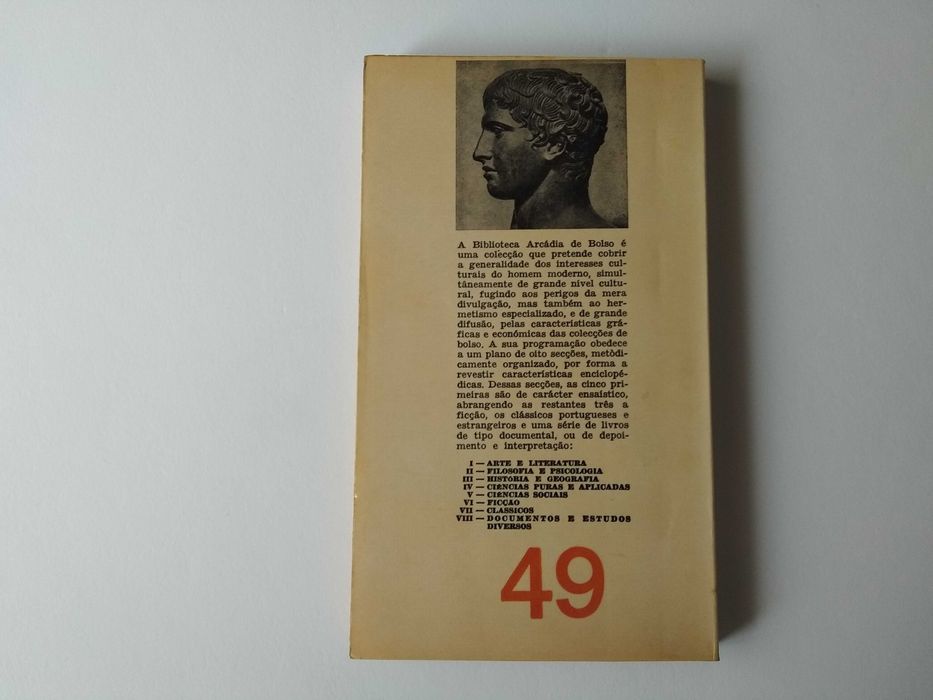 A Biblioteca Arcádia de Bolso é
uma colecção que pretende cobrir
a generalidade dos interesses cul-
turais do homem moderno, simul-
tâneamente de grande nível cultu-
ral, fugindo aos perigos da mera
divulgação, mas também ao her-
metismo especializado, e de grande
difusão, pelas características grá-
ficas e económicas das colecções de
bolso. A sua programação obedece
a um plano de oito secções, metòdi-
camente organizado, por forma a
revestir características enciclopé-
dicas. Dessas secções, as cinco pri-
meiras são de carácter ensaístico,
abrangendo as restantes três a
ficção, os clássicos portugueses e
estrangeiros e uma série de livros
de tipo documental, ou de depoi-
mento e interpretação:
I — ARTE E LITERATURA
II — FILOSOFIA E PSICOLOGIA
III — HISTÓRIA E GEOGRAFIA
IV — CIÊNCIAS PURAS E APLICADAS
V — CIÊNCIAS SOCIAIS
VI — FICÇÃO
VII — CLÁSSICOS
VIII — DOCUMENTOS E ESTUDOS
DIVERSOS
49